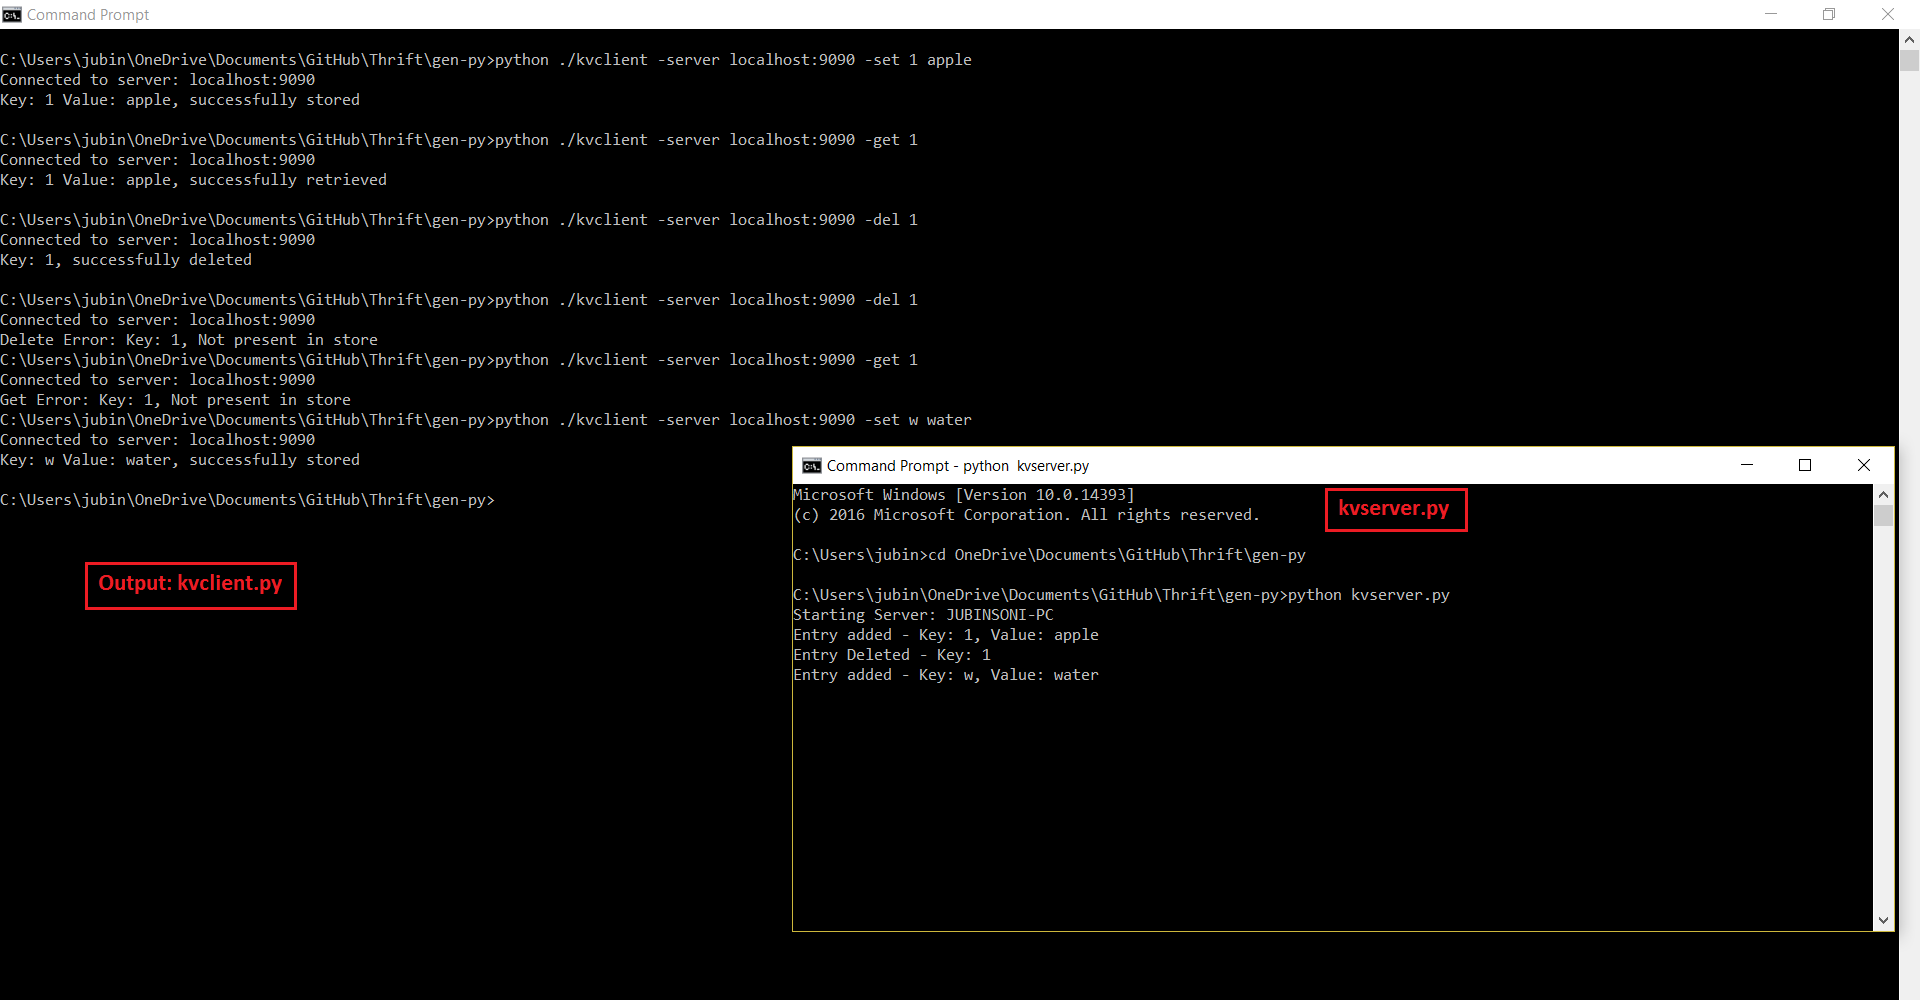 Command Prompt
C:\Users\jubin\OneDrive\Documents\GitHub\Thrift\gen-py>python ./kvclient -server localhost:9090 -set 1 apple
Connected to server: localhost:9090
Key: 1 Value: apple, successfully stored
C:\Users\jubin\OneDrive\Documents\GitHub\Thrift\gen-py>python ./kvclient -server localhost:9090 -get 1
Connected to server: localhost:9090
Key: 1 Value: apple, successfully retrieved
C:\Users\jubin\OneDrive\Documents\GitHub\Thrift\gen-py>python ./kvclient -server localhost:9090 -del 1
Connected to server: localhost:9090
Key: 1, successfully deleted
C:\Users\jubin\OneDrive\Documents\GitHub\Thrift\gen-py>python ./kvclient -server localhost:9090 -del 1
Connected to server: localhost:9090
Delete Error: Key: 1, Not present in store
C:\Users\jubin\OneDrive\Documents\GitHub\Thrift\gen-py>python ./kvclient -server localhost:9090 -get 1
Connected to server: localhost:9090
Get Error: Key: 1, Not present in store
C:\Users\jubin\OneDrive\Documents\GitHub\Thrift\gen-py>python ./kvclient -server localhost:9090 -set w water
Connected to server: localhost:9090
Key: w Value: water, successfully stored
C:\Users\jubin\OneDrive\Documents\GitHub\Thrift\gen-py>
Output: kvclient.py
Command Prompt - python  kvserver.py
Microsoft Windows [Version 10.0.14393]
(c) 2016 Microsoft Corporation. All rights reserved.
kvserver.py
C:\Users\jubin>cd OneDrive\Documents\GitHub\Thrift\gen-py
C:\Users\jubin\OneDrive\Documents\GitHub\Thrift\gen-py>python kvserver.py
Starting Server: JUBINSONI-PC
Entry added - Key: 1, Value: apple
Entry Deleted - Key: 1
Entry added - Key: w, Value: water